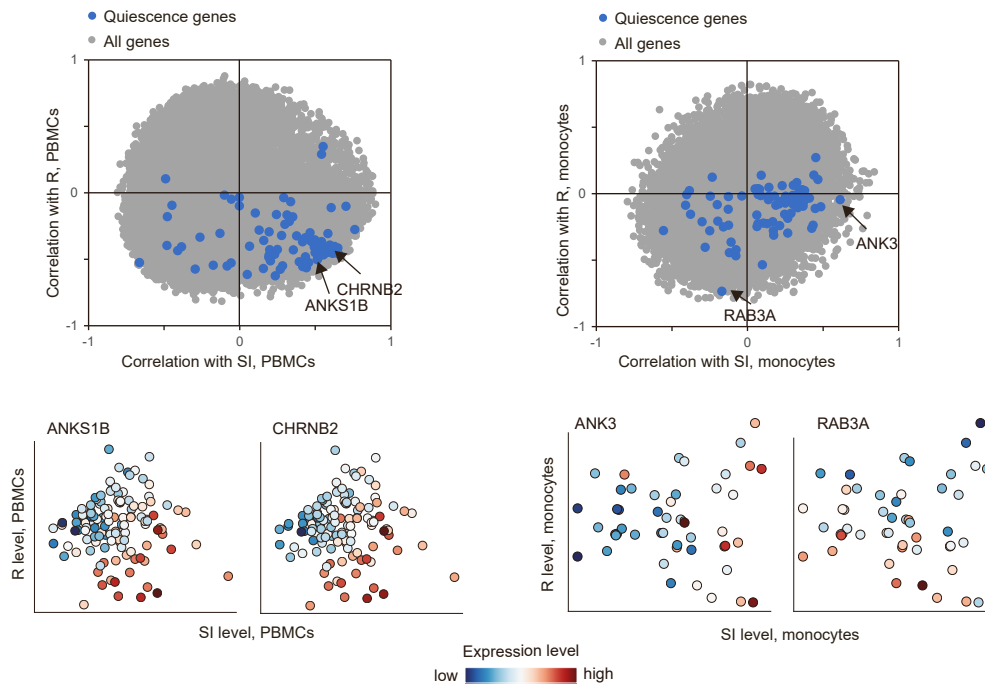 Quiescence genes
All genes
1
0
-1
-1
0
1
Correlation with R, PBMCs
Correlation with SI, PBMCs
CHRNB2
ANKS1B
Quiescence genes
All genes
1
0
-1
-1
0
1
Correlation with R, monocytes
Correlation with SI, monocytes
ANK3
RAB3A
ANKS1B
CHRNB2
R level, PBMCs
SI level, PBMCs
ANK3
RAB3A
R level, monocytes
SI level, monocytes
Expression level
low
high